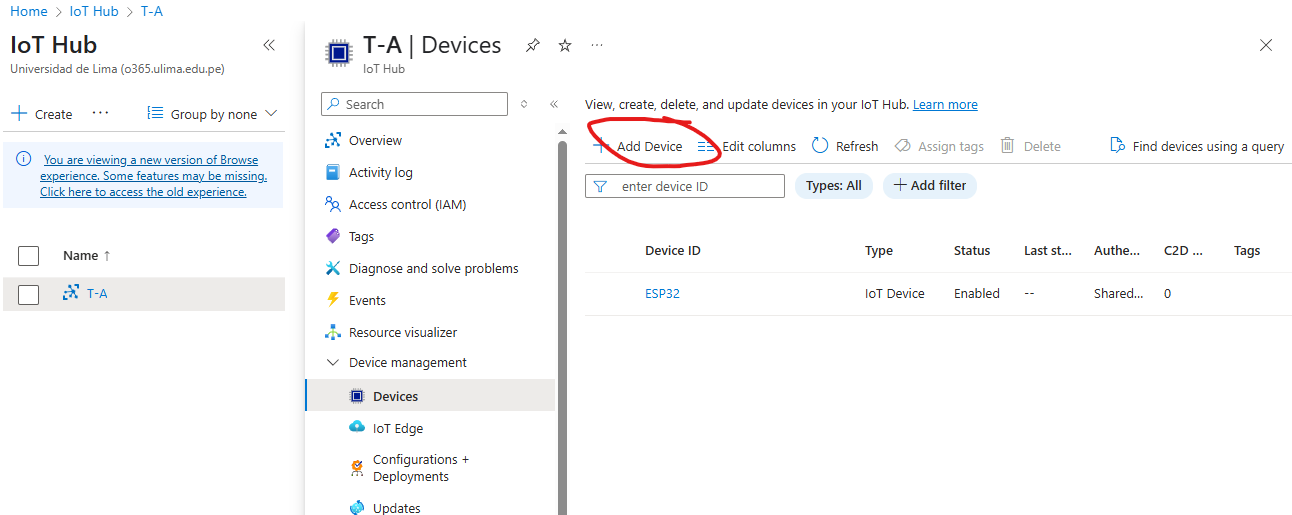 Home > IoT Hub > T-A
IoT Hub
Universidad de Lima (o365.ulima.edu.pe)
Create
Group by none
You are viewing a new version of Browse
experience. Some features may be missing.
Click here to access the old experience.
Name ↑
T-A
T-A | Devices
IoT Hub
Search
Overview
Activity log
Access control (IAM)
Tags
Diagnose and solve problems
Events
Resource visualizer
Device management
Devices
IoT Edge
Configurations +
Deployments
Updates
View, create, delete, and update devices in your IoT Hub. Learn more
Add Device Edit columns Refresh Assign tags Delete Find devices using a query
enter device ID Types: All Add filter
Device ID Type Status Last st... Authe... C2D ... Tags
ESP32 IoT Device Enabled -- Shared... 0